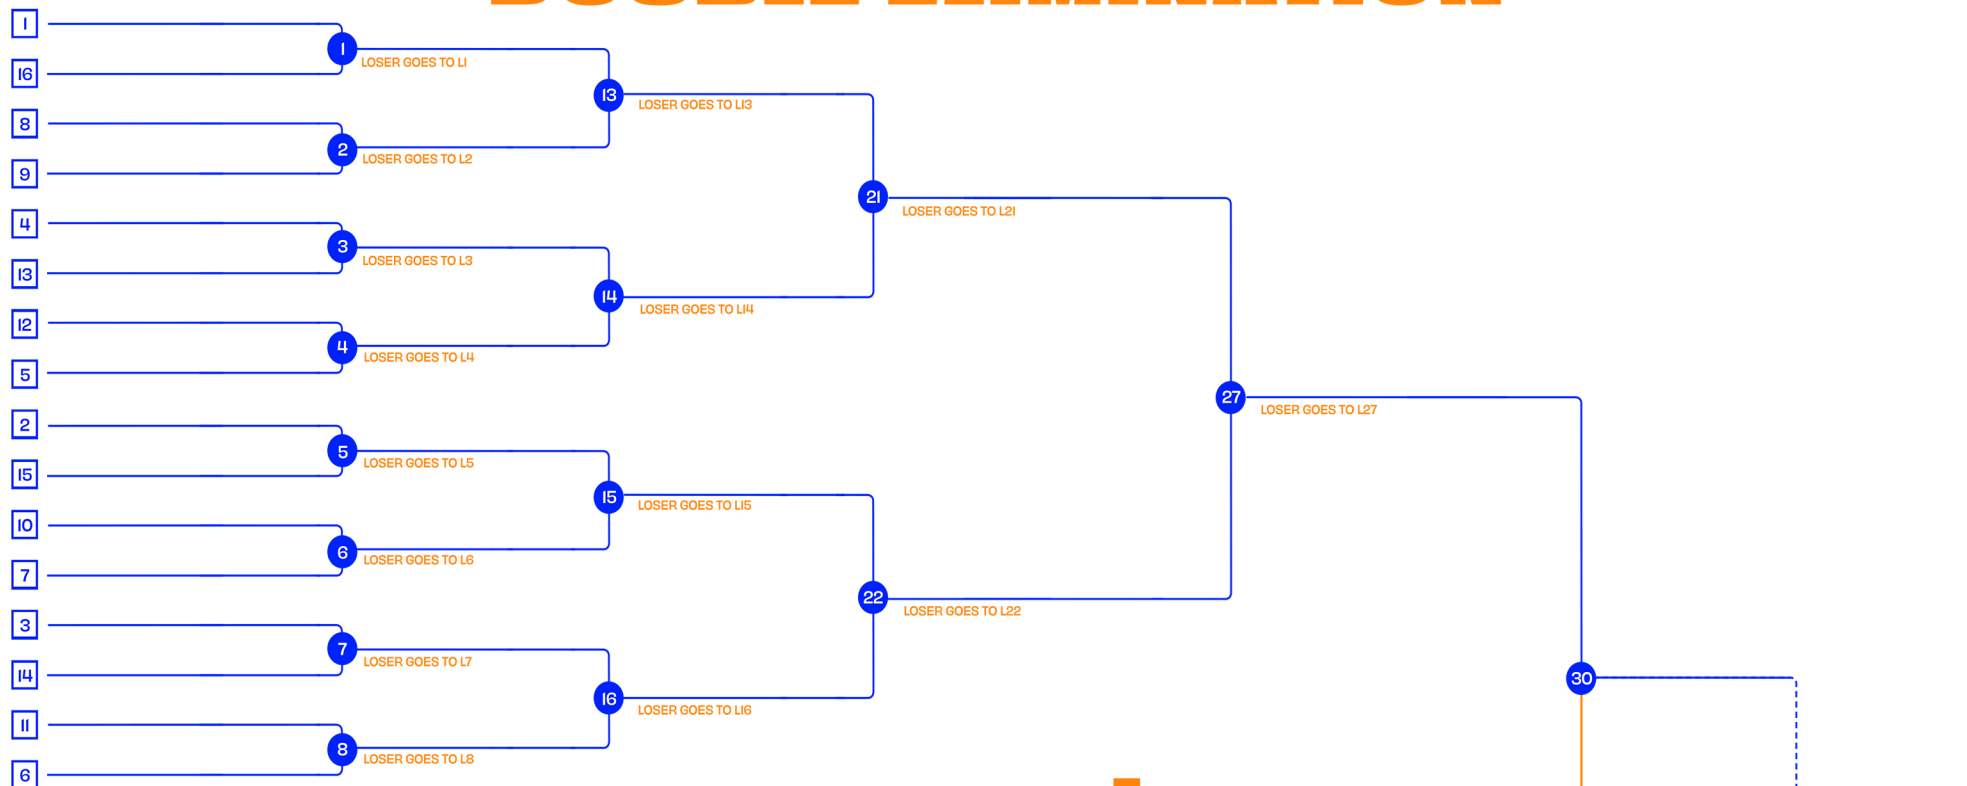 1
1
LOSER GOES TO L1
16
13
LOSER GOES TO L13
8
2
LOSER GOES TO L2
9
21
LOSER GOES TO L21
4
3
LOSER GOES TO L3
13
14
LOSER GOES TO L14
12
4
LOSER GOES TO L4
5
27
LOSER GOES TO L27
2
5
LOSER GOES TO L5
15
15
LOSER GOES TO L15
10
6
LOSER GOES TO L6
7
22
LOSER GOES TO L22
3
7
LOSER GOES TO L7
14
30
16
LOSER GOES TO L16
11
8
LOSER GOES TO L8
6